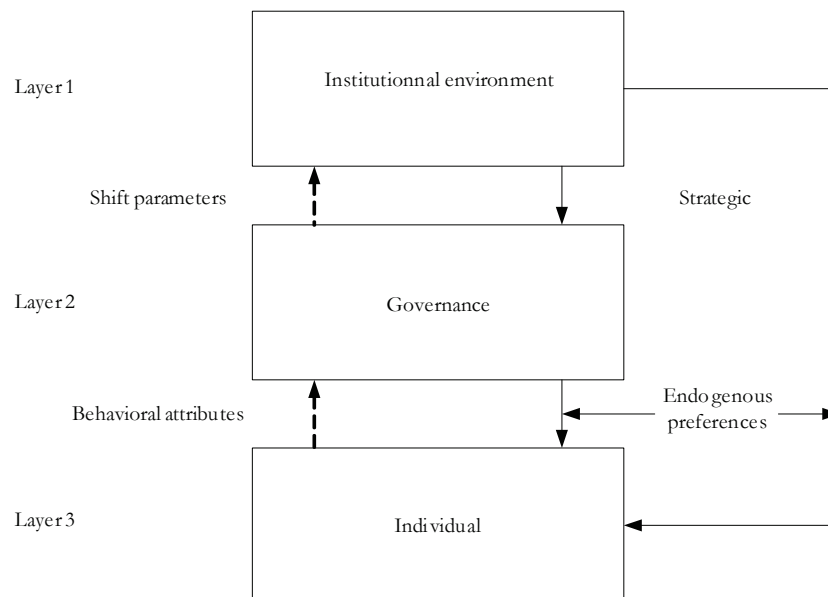 Institutionnal environment
Layer 1
Shift parameters
Strategic
Layer 2
Governance
Behavioral attributes
Endogenous
preferences
Layer 3
Individual